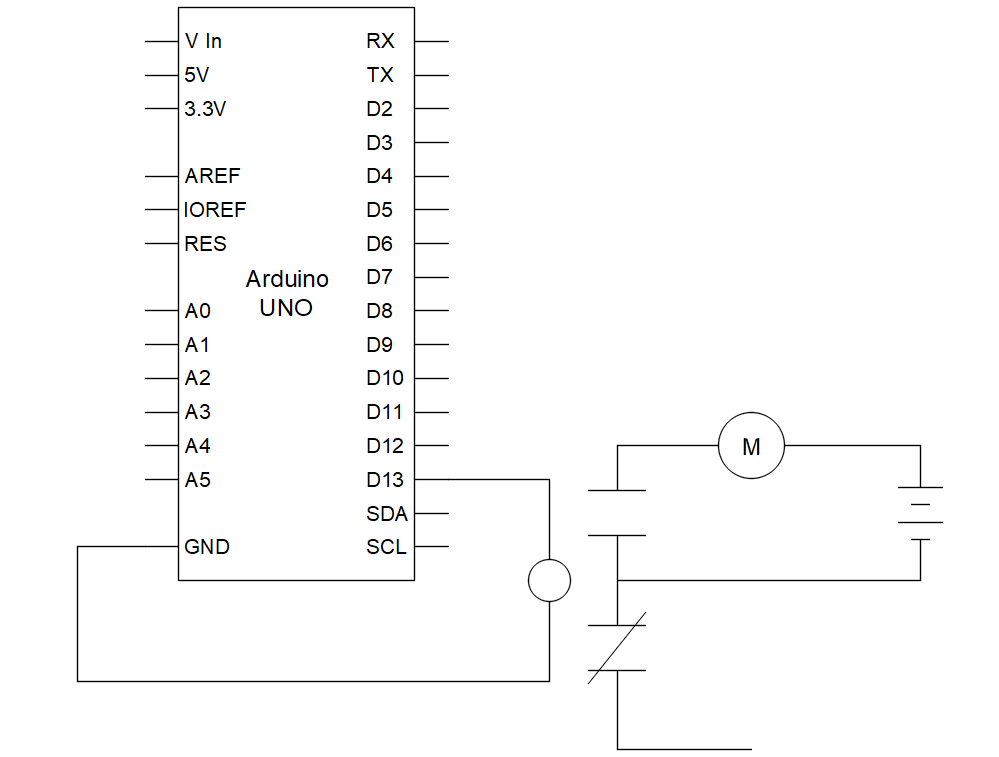 V In
5V
3.3V
AREF
IOREF
RES
A0
A1
A2
A3
A4
A5
GND
Arduino
UNO
RX
TX
D2
D3
D4
D5
D6
D7
D8
D9
D10
D11
D12
D13
SDA
SCL
M